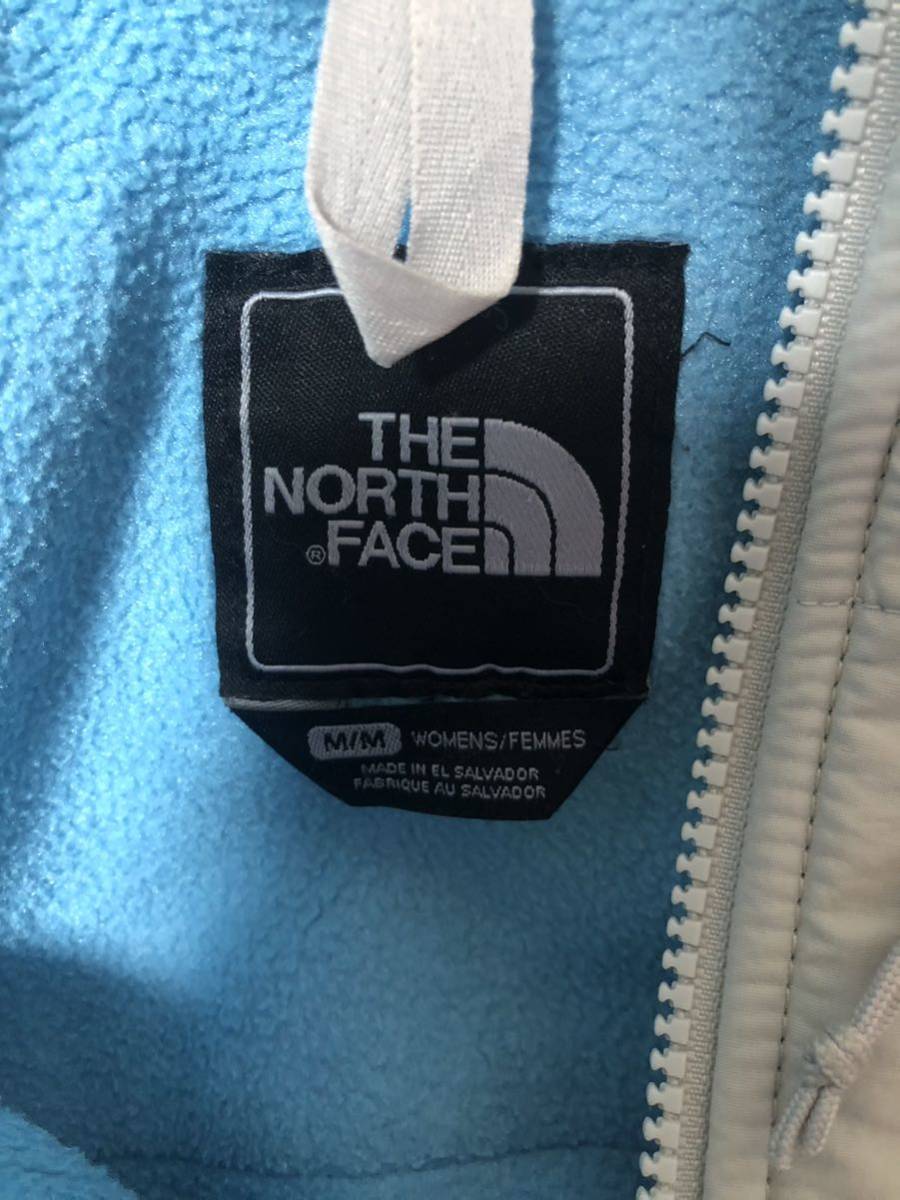 THE
NORTH
® FACE
M/M WOMENS/FEMMES
MADE IN EL SALVADOR
FABRIQUE AU SALVADOR